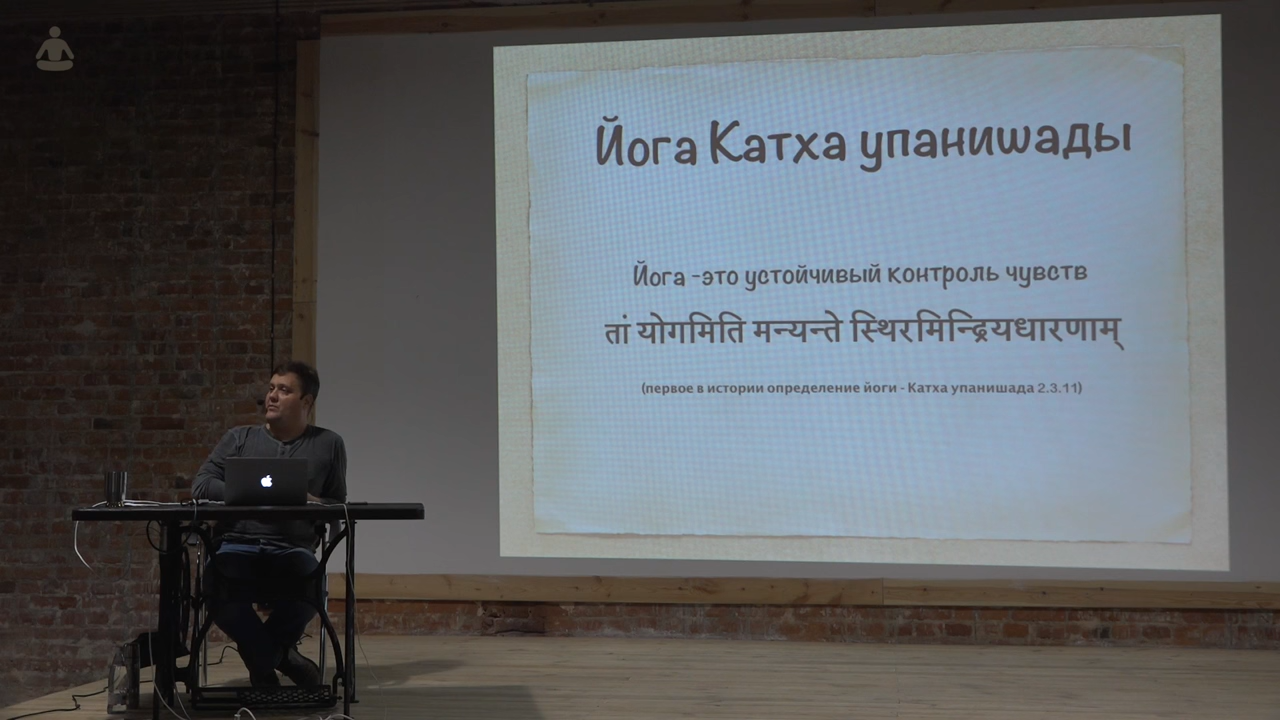 Йога Катха упанишады
Йога -это устойчивый контроль чувств
तां योगमिति मन्यन्ते स्थिरमिन्द्रियधारणाम्
(первое в истории определение йоги - Катха упанишада 2.3.11)